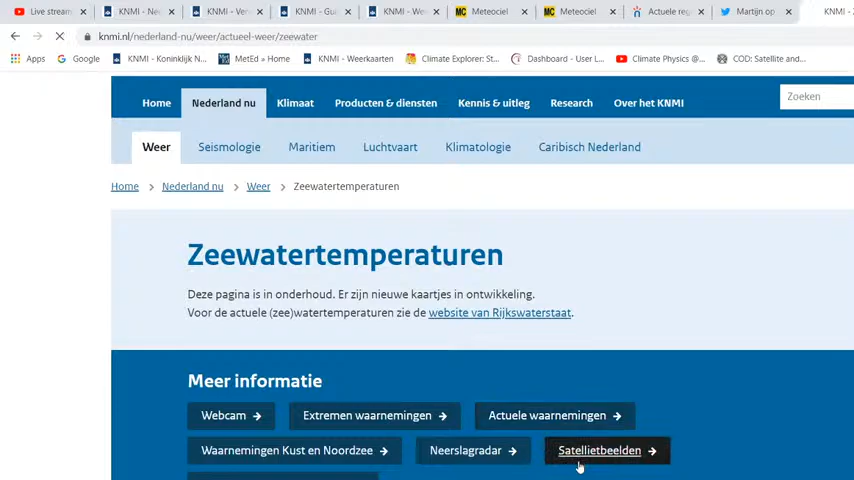 Live stream
KNMI - Ne
KNMI - Ver
KNMI - Gui
KNMI - We
Meteociel
Meteociel
Actuele reg
Martijn op
KNMI -
knmi.nl/nederland-nu/weer/actueel-weer/zeewater
Apps
Google
KNMI - Koninklijk N...
MetEd » Home
KNMI - Weerkaarten
Climate Explorer: St...
Dashboard - User L...
Climate Physics @...
COD: Satellite and...
Home
Nederland nu
Klimaat
Producten & diensten
Kennis & uitleg
Research
Over het KNMI
Zoeken
Weer
Seismologie
Maritiem
Luchtvaart
Klimatologie
Caribisch Nederland
Home > Nederland nu > Weer > Zeewatertemperaturen
Zeewatertemperaturen
Deze pagina is in onderhoud. Er zijn nieuwe kaartjes in ontwikkeling.
Voor de actuele (zee)watertemperaturen zie de website van Rijkswaterstaat.
Meer informatie
Webcam →
Extremen waarnemingen →
Actuele waarnemingen →
Waarnemingen Kust en Noordzee →
Neerslagradar →
Satellietbeelden →